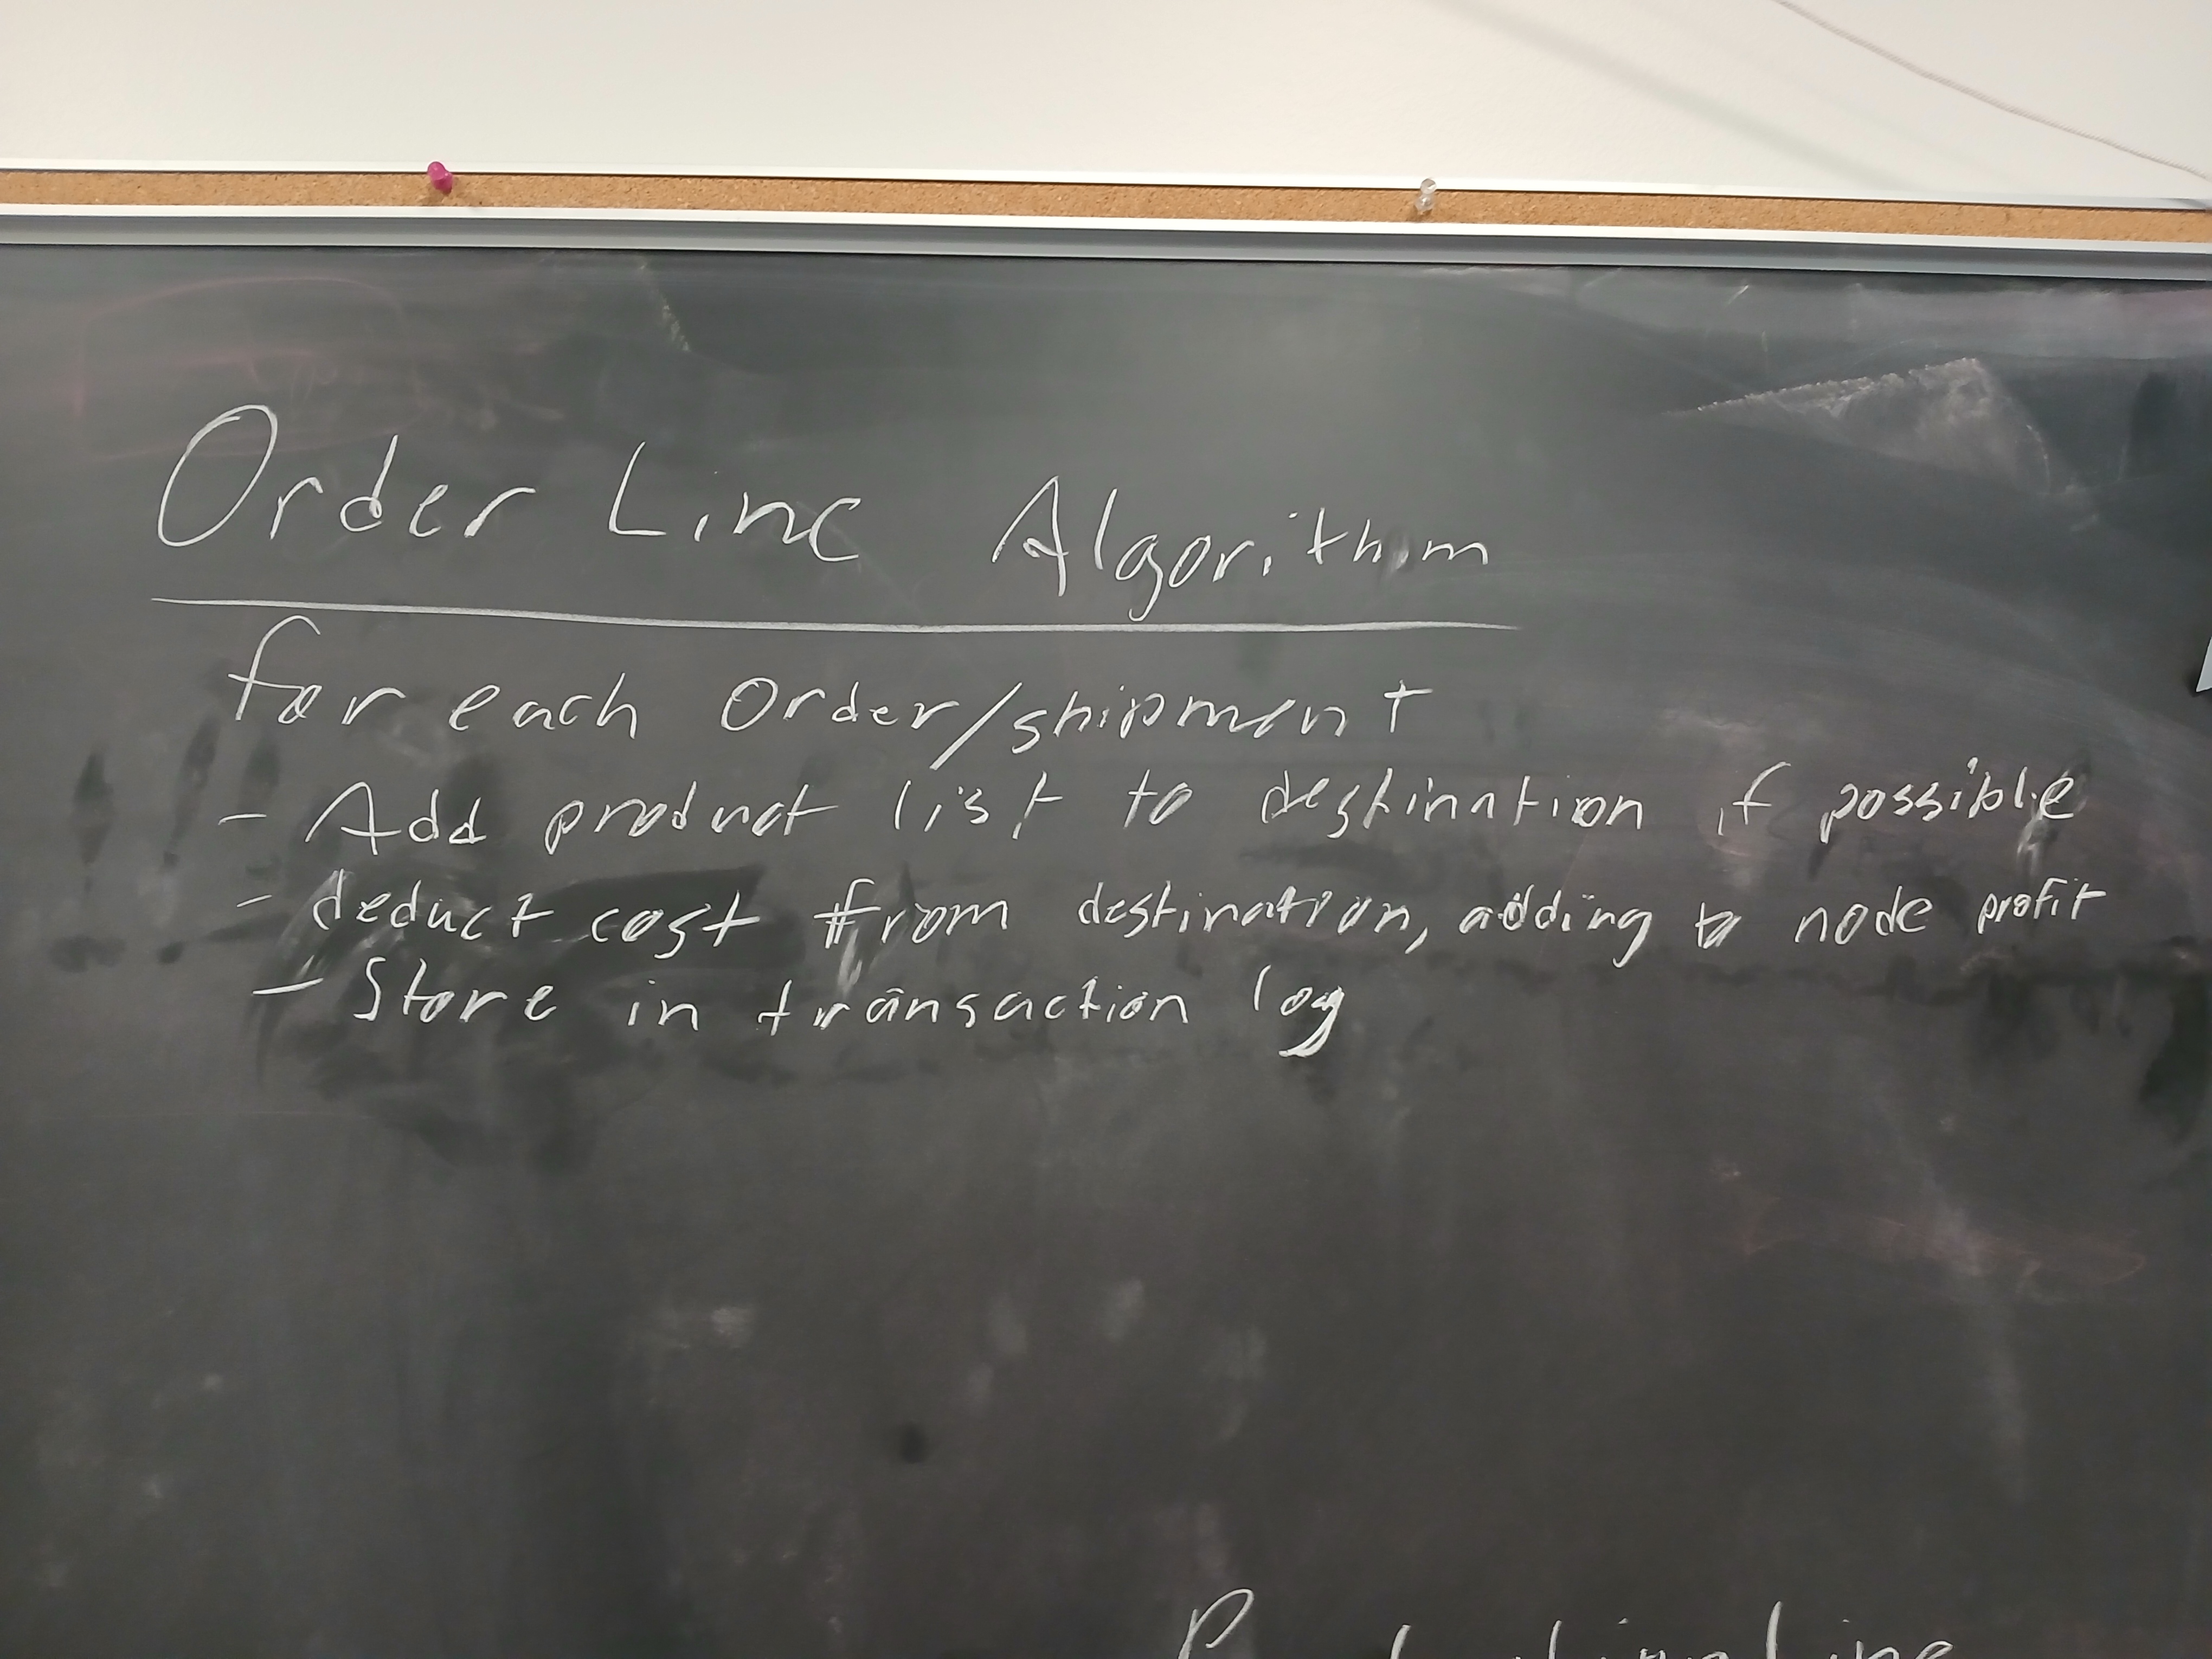 Order Line Algorithm
for each order/shipment
- Add product list to destination if possible
- deduct cost from destination, adding to node profit
- Store in transaction log
Line